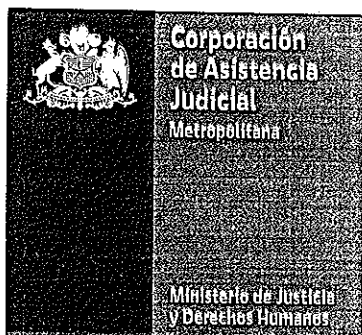 Corporación
de Asistencia
Judicial
Metropolitana
Ministerio de Justicia
y Derechos Humanos